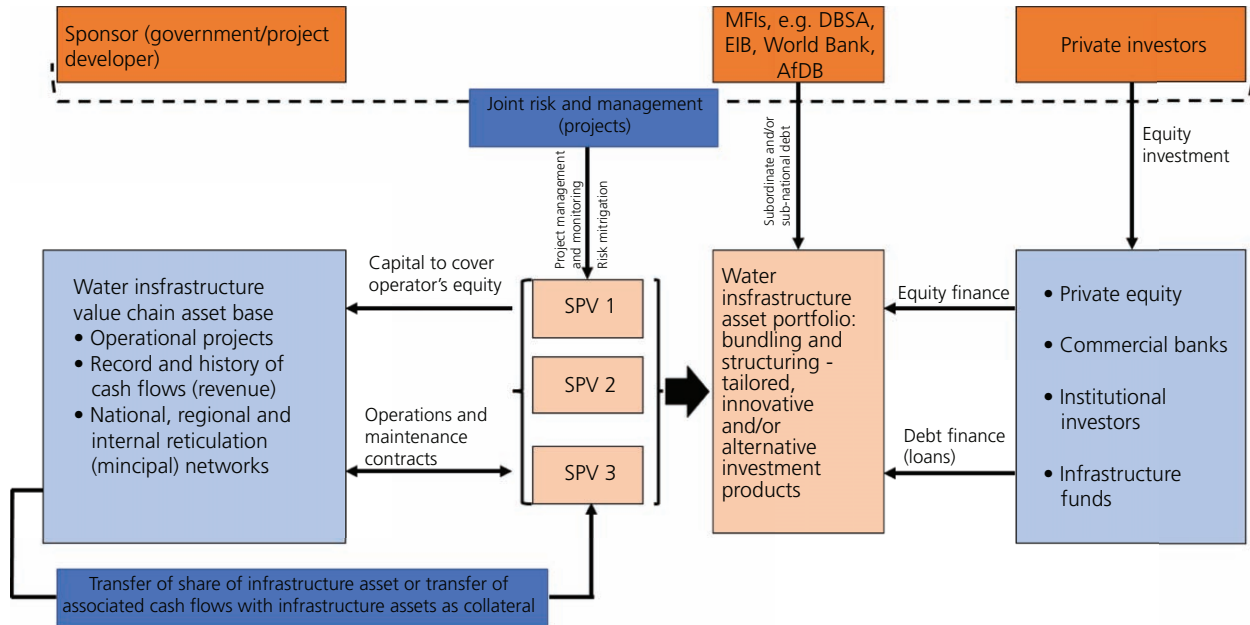 Sponsor (government/project
developer)
MFIs, e.g. DBSA,
EIB, World Bank,
AfDB
Private investors
Joint risk and management
(projects)
Project management
and monitoring
Risk mitrigation
Subordinate and/or
sub-national debt
Equity
investment
Water insfrastructure
value chain asset base
• Operational projects
• Record and history of
cash flows (revenue)
• National, regional and
internal reticulation
(mincipal) networks
Capital to cover
operator's equity
Operations and
maintenance
contracts
SPV 1
SPV 2
SPV 3
Water
insfrastructure
asset portfolio:
bundling and
structuring -
tailored,
innovative
and/or
alternative
investment
products
Equity finance
Debt finance
(loans)
• Private equity
• Commercial banks
• Institutional
investors
• Infrastructure
funds
Transfer of share of infrastructure asset or transfer of
associated cash flows with infrastructure assets as collateral